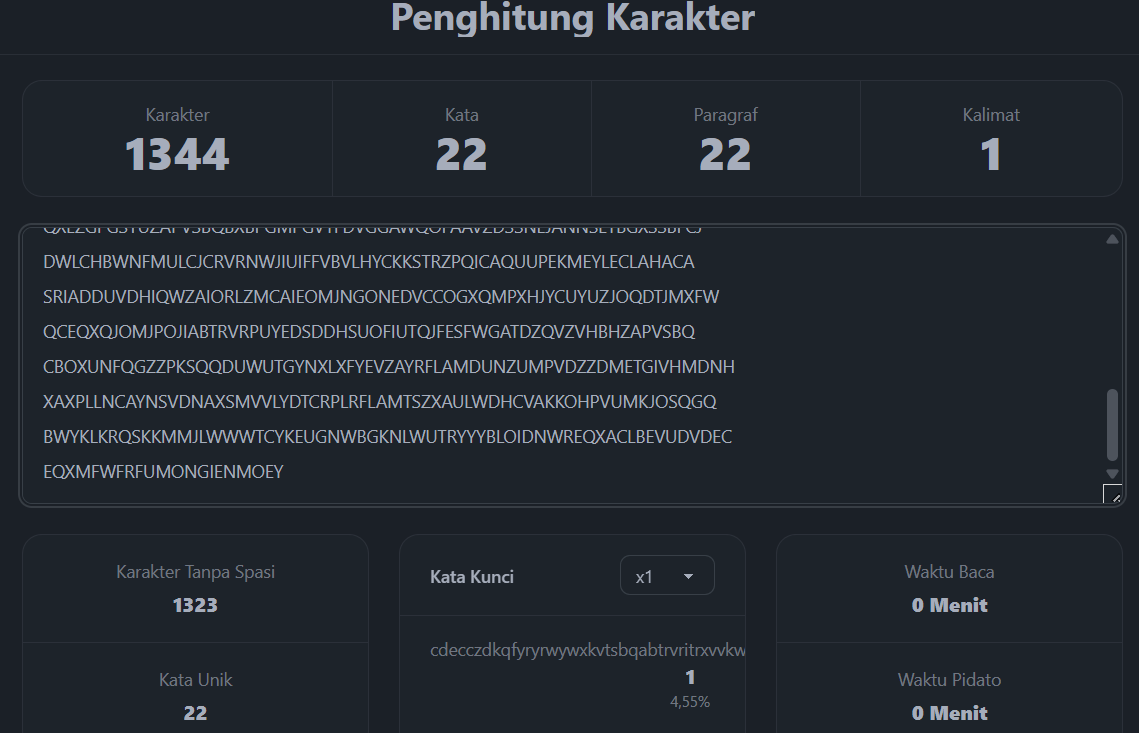 Penghitung Karakter
Karakter
1344
Kata
22
Paragraf
22
Kalimat
1
DWLCHBWNFMULCJCRVRNWJIUIFFVBVLHYCKKSTRZPQICAQUUPEKMEYLECLAHACA
SRIADDUVDHIQWZAIORLZMCAIEOMJNGONEDVCCOGXQMPXHJYCUYUZJOQDTJMXFW
QCEQXQJOMJPOJIABTRVRPUYEDSDDHSUOFIUTQJFESFWGATDZQVZVHBHZAPVSBQ
CBOXUNFQGZZPKSQQDUWUTGYNXLXFYEVZAYRFLAMDUNZUMPVDZZDMETGIVHMDNH
XAXPLLNCAYNSVDNAXSMVVLYDTCRPLRFLAMTSZXAULWDHCVAKKOHPVUMKJOSQGQ
BWYKLKRQSKKMMJLWWWTCYKEUGNWBGKNLWUTRYYYBLOIDNWREQXACLBEVUDVDEC
EQXMFWFRFUMONGIENMOEY
Karakter Tanpa Spasi
1323
Kata Unik
22
Kata Kunci
x1
cdecczdkqfyryrwywxkvtsbqabtrvritrxvvkw
1
4,55%
Waktu Baca
0 Menit
Waktu Pidato
0 Menit